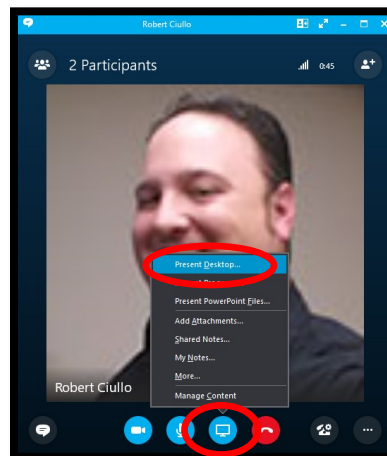 Robert Ciullo
2 Participants
0:45
Present Desktop...
Present PowerPoint Files...
Add Attachments...
Shared Notes...
My Notes...
More...
Manage Content
Robert Ciullo